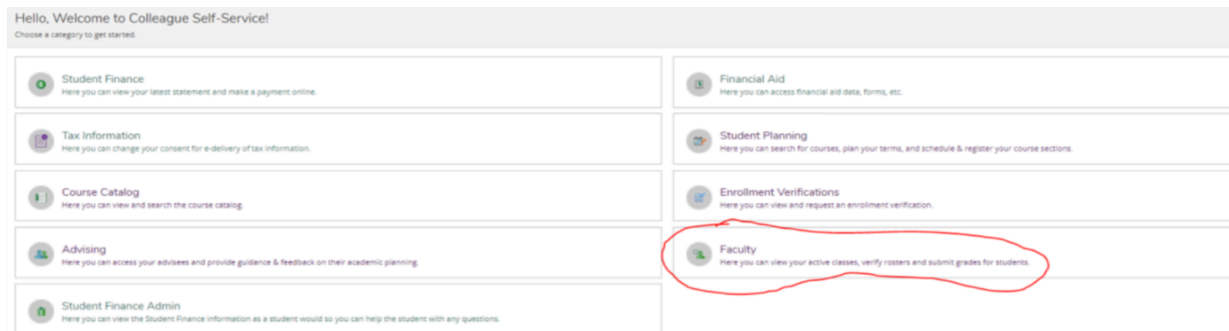 Hello, Welcome to Colleague Self-Service!
Choose a category to get started.
Student Finance
Here you can view your latest statement and make a payment online.
Financial Aid
Here you can access financial aid data, forms, etc.
Tax Information
Here you can change your consent for e-delivery of tax information.
Student Planning
Here you can search for courses, plan your terms, and schedule & register your course sections.
Course Catalog
Here you can view and search the course catalog.
Enrollment Verifications
Here you can view and request an enrollment verification.
Advising
Here you can access your advisees and provide guidance & feedback on their academic planning.
Faculty
Here you can view your active classes, verify rosters and submit grades for students.
Student Finance Admin
Here you can view the Student Finance information as a student would so you can help the student with any questions.